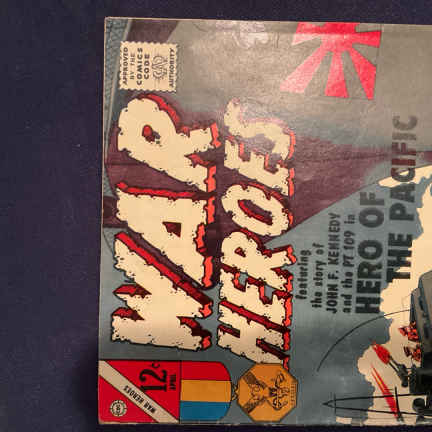 APPROVED
BY THE
COMICS
CODE
AUTHORITY
WAR
HEROES
featuring
the story of
JOHN F. KENNEDY
and the PT 109 in
HERO OF
THE PACIFIC
WAR HEROES
12¢
APRIL